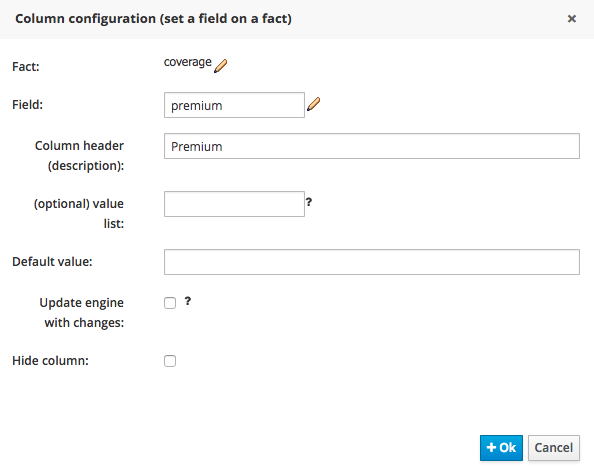 Column configuration (set a field on a fact) ×
Fact: coverage
Field: premium
Column header
(description): Premium
(optional) value
list: ?
Default value:
Update engine
with changes: ?
Hide column:
+ Ok Cancel